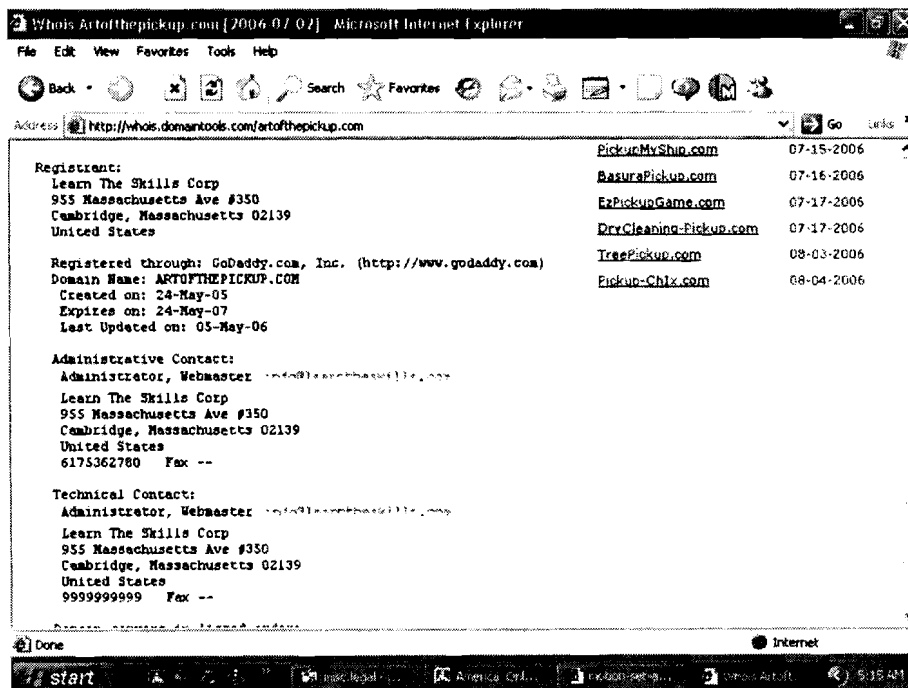 Whois Artofthepickup.com [2006-07-02] Microsoft Internet Explorer
File Edit View Favorites Tools Help
Back Search Favorites
Address http://whois.domaintools.com/artofthepickup.com Go Links
Registrant:
Learn The Skills Corp
955 Massachusetts Ave #350
Cambridge, Massachusetts 02139
United States
Registered through: GoDaddy.com, Inc. (http://www.godaddy.com)
Domain Name: ARTOFTHEPICKUP.COM
Created on: 24-May-05
Expires on: 24-May-07
Last Updated on: 05-May-06
Administrative Contact:
Administrator, Webmaster
Learn The Skills Corp
955 Massachusetts Ave #350
Cambridge, Massachusetts 02139
United States
6175362780 Fax --
Technical Contact:
Administrator, Webmaster
Learn The Skills Corp
955 Massachusetts Ave #350
Cambridge, Massachusetts 02139
United States
9999999999 Fax --
PickupMyShip.com 07-15-2006
BasuraPickup.com 07-16-2006
EzPickupGame.com 07-17-2006
DryCleaning-Pickup.com 07-17-2006
TreePickup.com 08-03-2006
Pickup-Ch1x.com 08-04-2006
Done Internet
start misc.legal America Onl... Whois Artoft... 5:15 AM